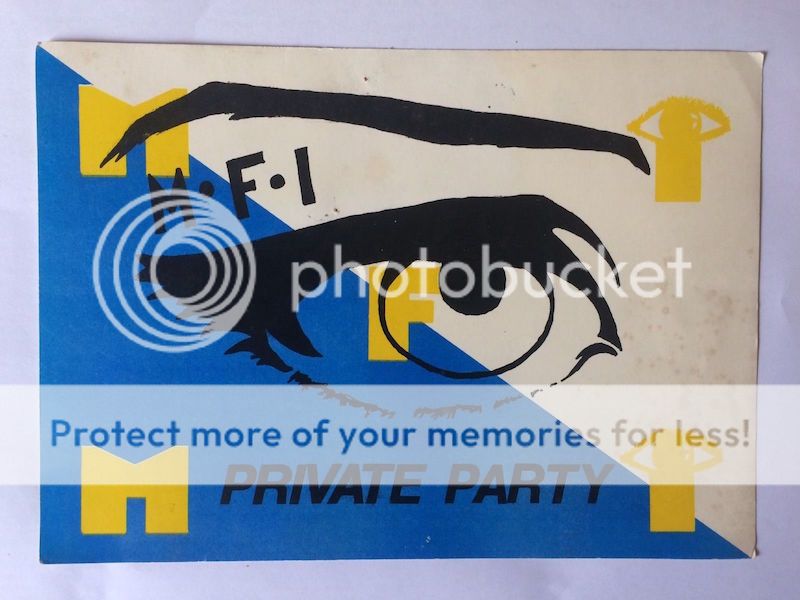 M I
M•F•I
photobucket
F
Protect more of your memories for less!
M I
PRIVATE PARTY